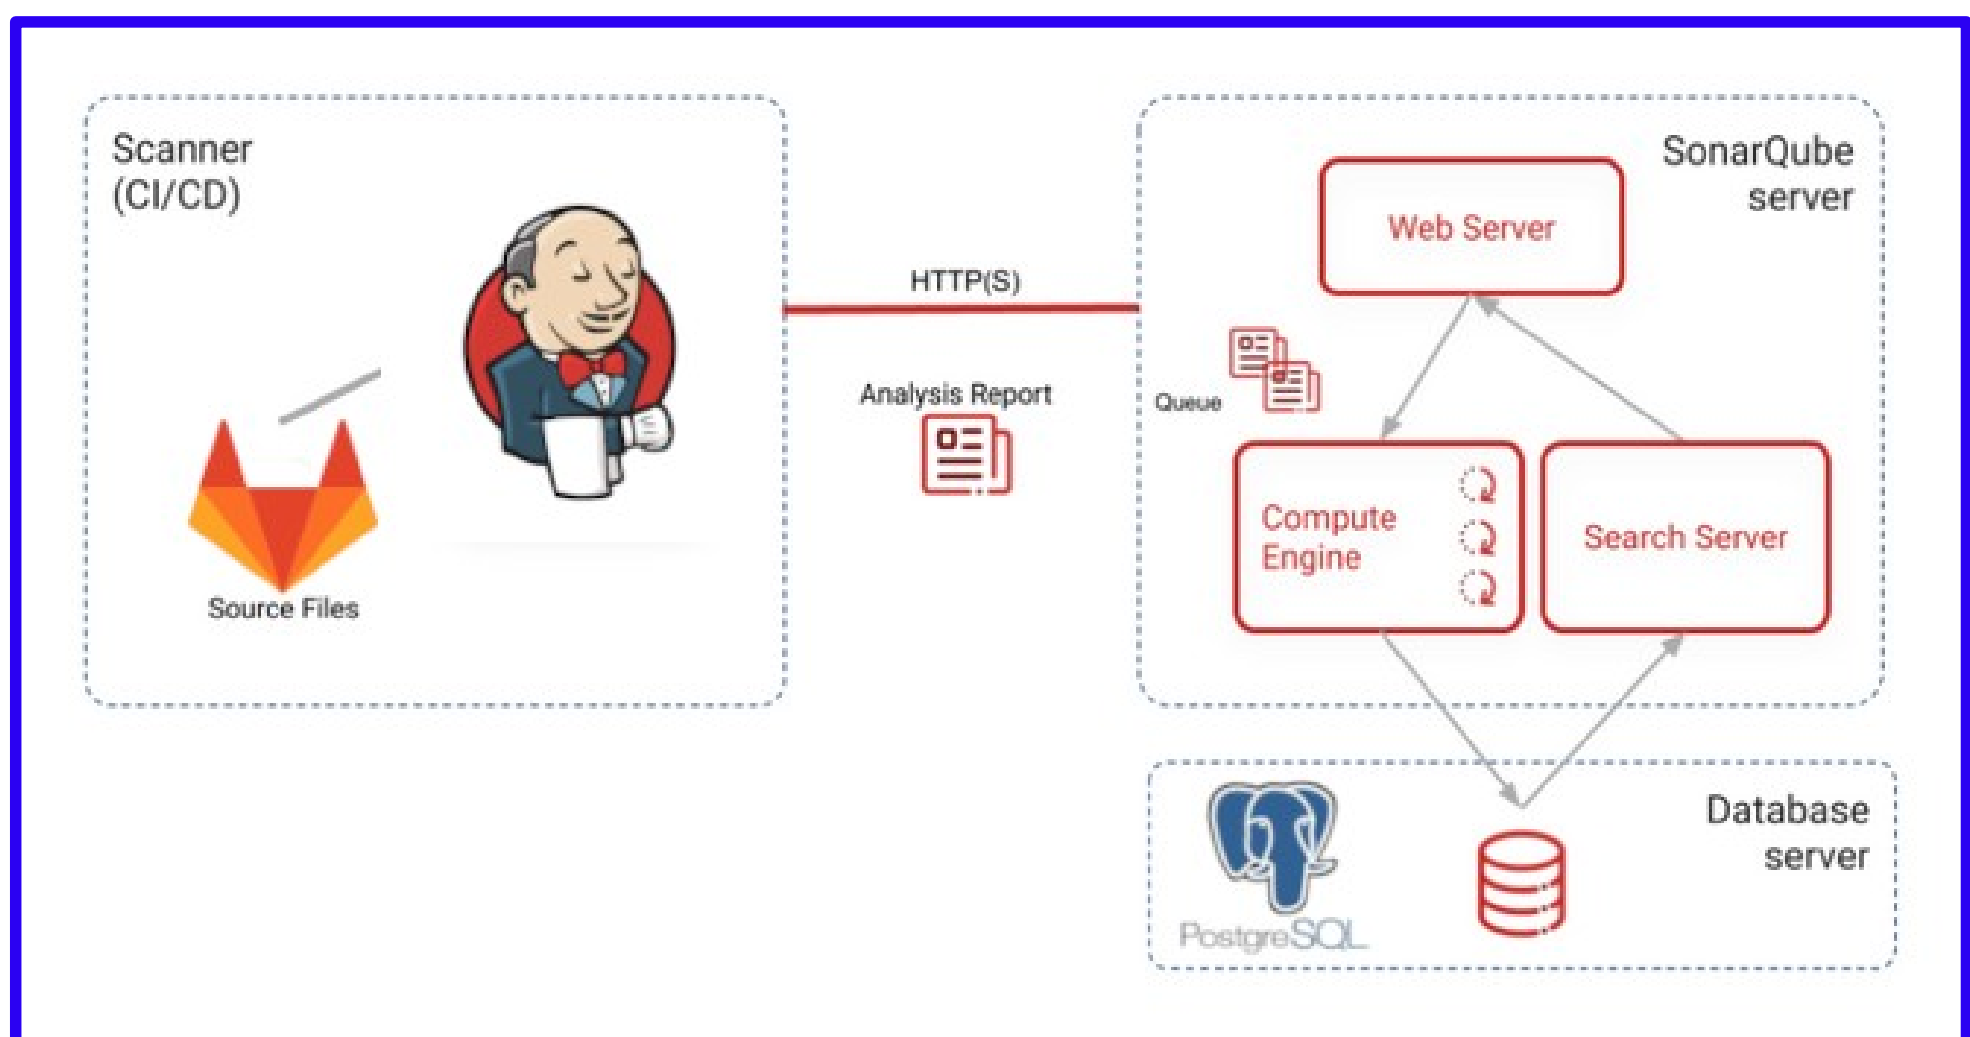 Scanner
(CI/CD)
Source Files
HTTP(S)
Analysis Report
SonarQube
server
Web Server
Queue
Compute
Engine
Search Server
Database
server
PostgreSQL